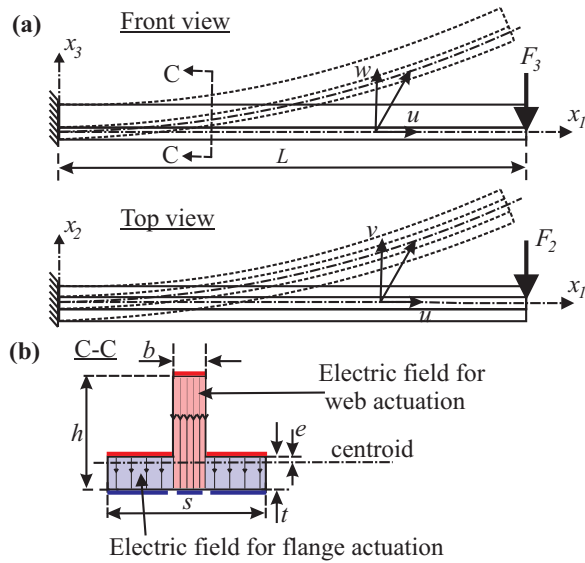 (a)
Front view
x3
C
w
F3
C
u
x1
L
Top view
x2
v
F2
x1
u
(b)
C-C
b
Electric field for
web actuation
h
e
centroid
s
t
Electric field for flange actuation